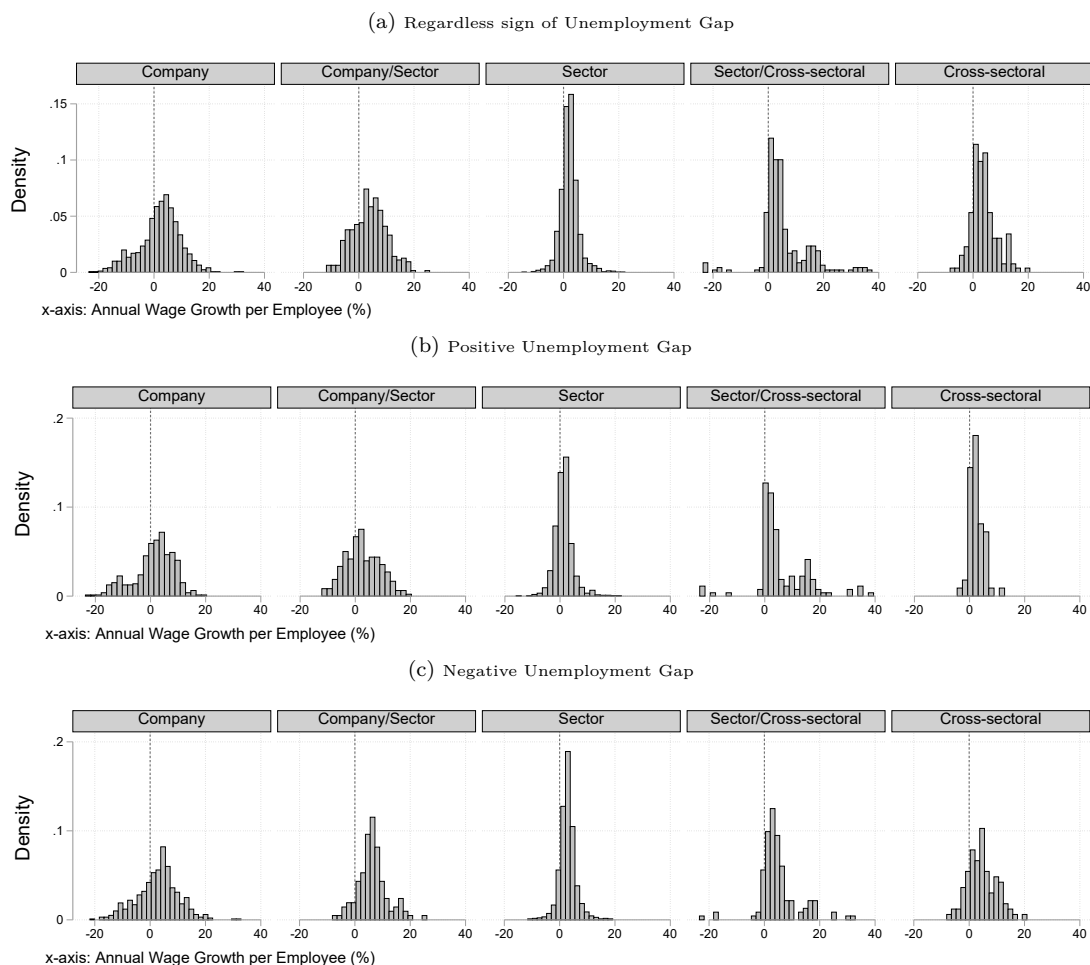 (a) Regardless sign of Unemployment Gap
Company Company/Sector Sector Sector/Cross-sectoral Cross-sectoral
.15
.1
.05
0
Density
-20 0 20 40 -20 0 20 40 -20 0 20 40 -20 0 20 40 -20 0 20 40
x-axis: Annual Wage Growth per Employee (%)
(b) Positive Unemployment Gap
Company Company/Sector Sector Sector/Cross-sectoral Cross-sectoral
.2
.1
0
Density
-20 0 20 40 -20 0 20 40 -20 0 20 40 -20 0 20 40 -20 0 20 40
x-axis: Annual Wage Growth per Employee (%)
(c) Negative Unemployment Gap
Company Company/Sector Sector Sector/Cross-sectoral Cross-sectoral
.2
.1
0
Density
-20 0 20 40 -20 0 20 40 -20 0 20 40 -20 0 20 40 -20 0 20 40
x-axis: Annual Wage Growth per Employee (%)